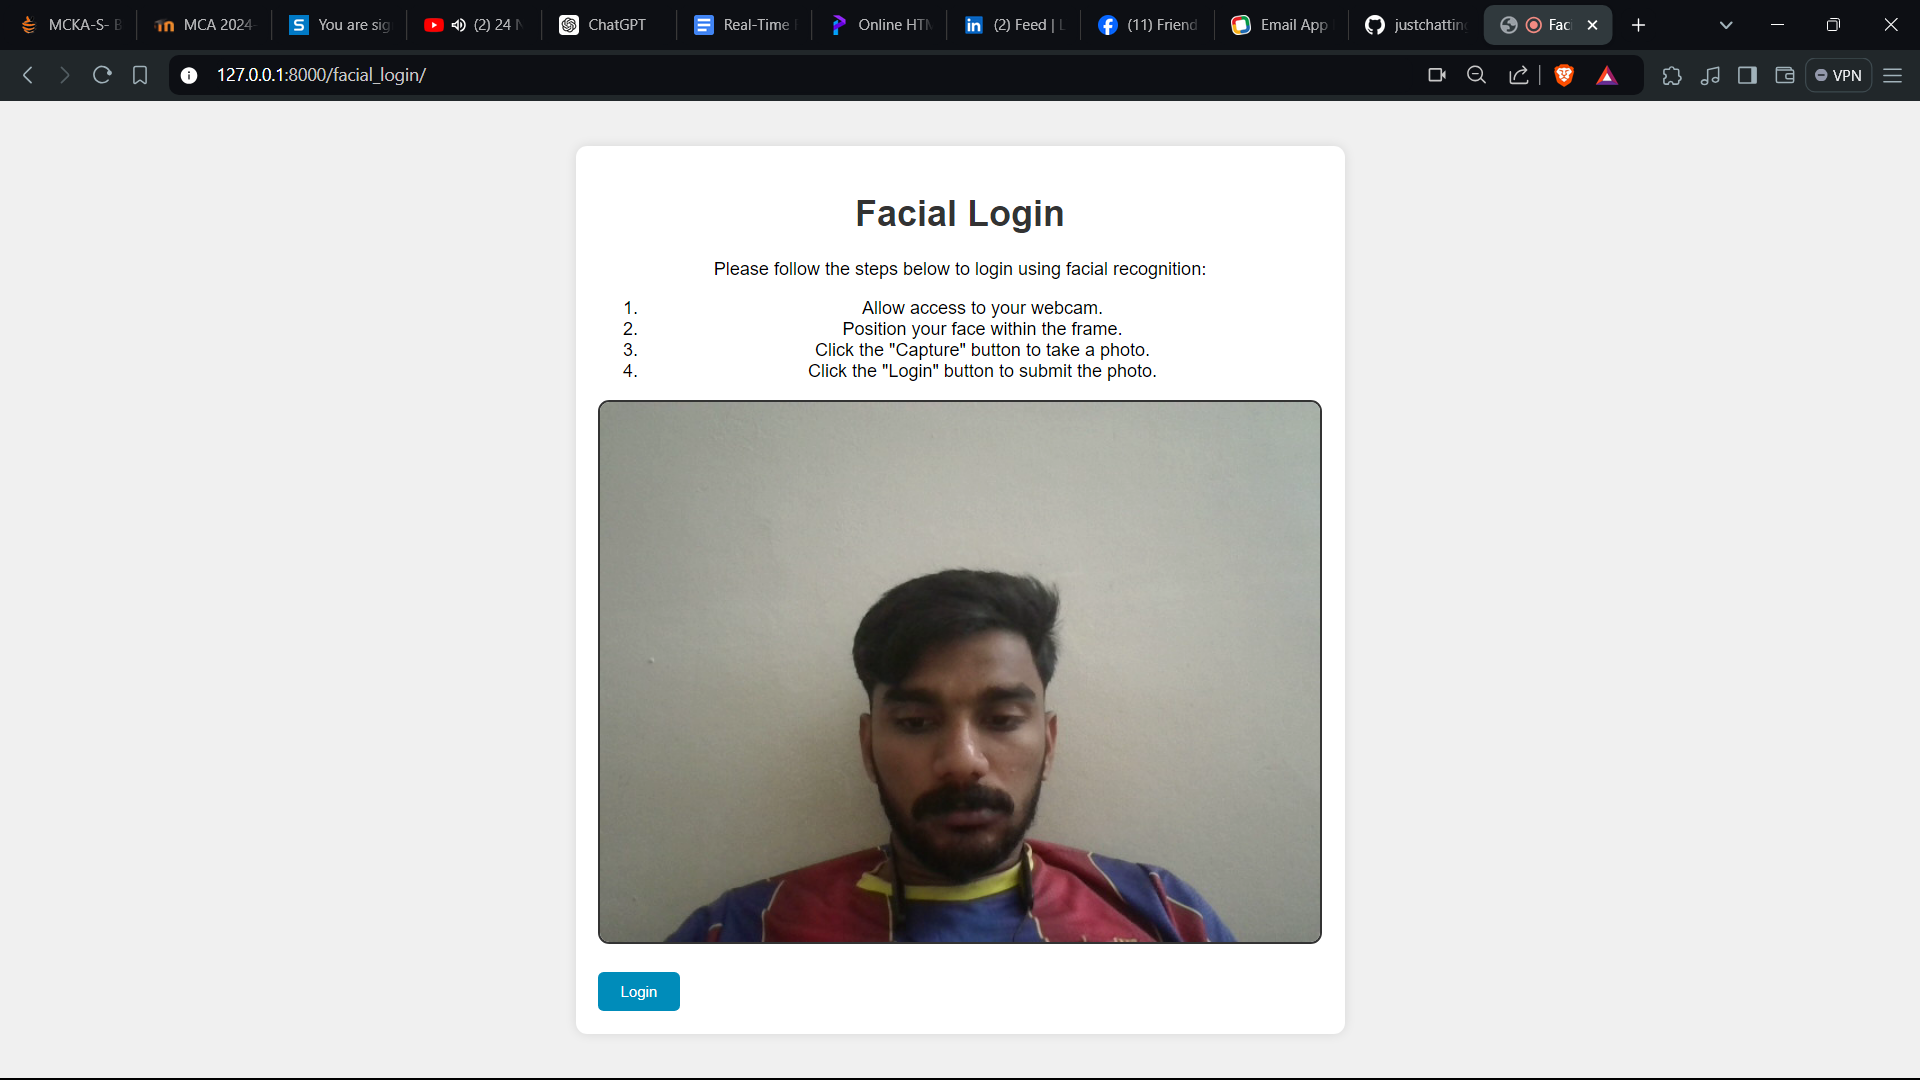 MCKA-S- B
MCA 2024-
You are sig
(2) 24 N
ChatGPT
Real-Time
Online HTM
(2) Feed | L
(11) Friend
Email App
justchatting
Fac
127.0.0.1:8000/facial_login/
VPN
Facial Login
Please follow the steps below to login using facial recognition:
1. Allow access to your webcam.
2. Position your face within the frame.
3. Click the "Capture" button to take a photo.
4. Click the "Login" button to submit the photo.
Login